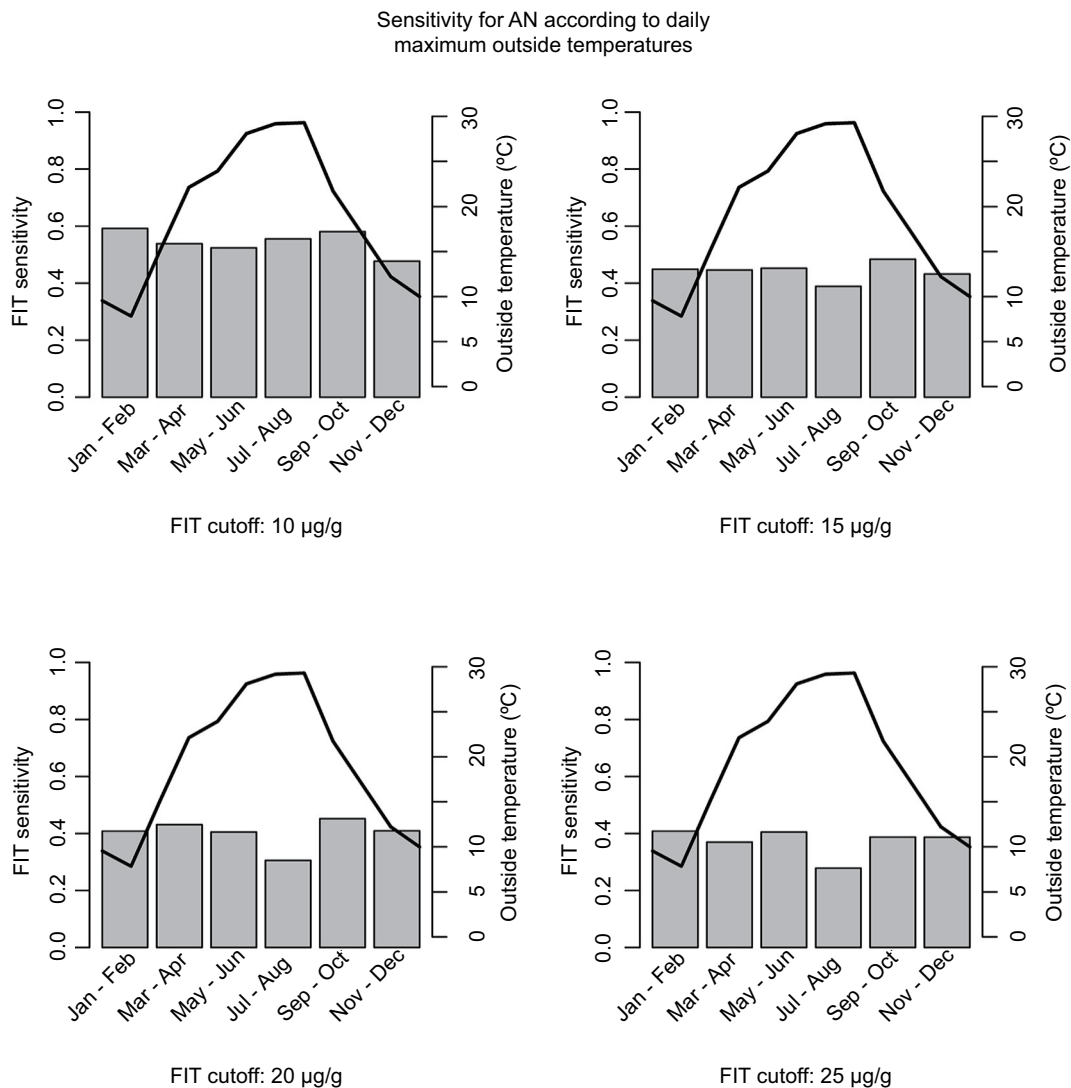 Sensitivity for AN according to daily
maximum outside temperatures
FIT sensitivity
1.0
0.8
0.6
0.4
0.2
0.0
Jan - Feb
Mar - Apr
May - Jun
Jul - Aug
Sep - Oct
Nov - Dec
30
20
10
5
0
Outside temperature (ºC)
FIT cutoff: 10 µg/g
FIT sensitivity
1.0
0.8
0.6
0.4
0.2
0.0
Jan - Feb
Mar - Apr
May - Jun
Jul - Aug
Sep - Oct
Nov - Dec
30
20
10
5
0
Outside temperature (ºC)
FIT cutoff: 15 µg/g
FIT sensitivity
1.0
0.8
0.6
0.4
0.2
0.0
Jan - Feb
Mar - Apr
May - Jun
Jul - Aug
Sep - Oct
Nov - Dec
30
20
10
5
0
Outside temperature (ºC)
FIT cutoff: 20 µg/g
FIT sensitivity
1.0
0.8
0.6
0.4
0.2
0.0
Jan - Feb
Mar - Apr
May - Jun
Jul - Aug
Sep - Oct
Nov - Dec
30
20
10
5
0
Outside temperature (ºC)
FIT cutoff: 25 µg/g